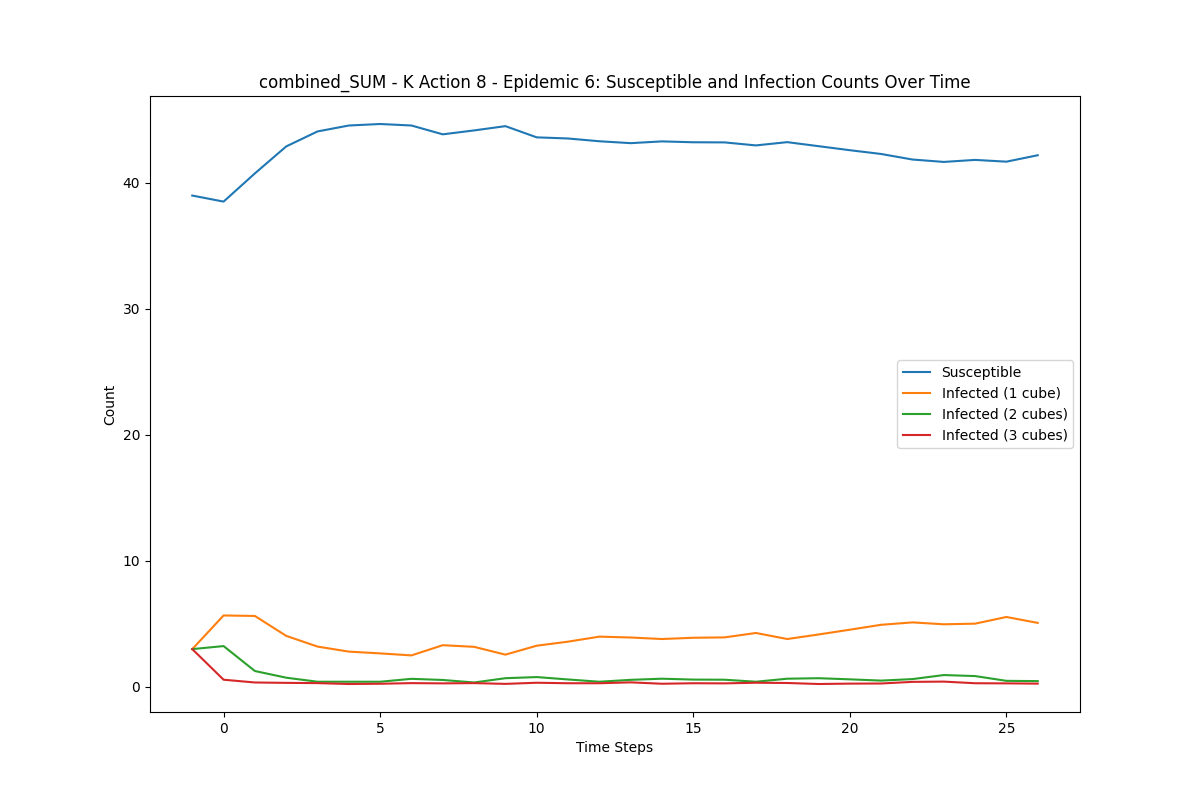 combined_SUM - K Action 8 - Epidemic 6: Susceptible and Infection Counts Over Time
40
30
20
10
0
Count
Susceptible
Infected (1 cube)
Infected (2 cubes)
Infected (3 cubes)
0 5 10 15 20 25
Time Steps